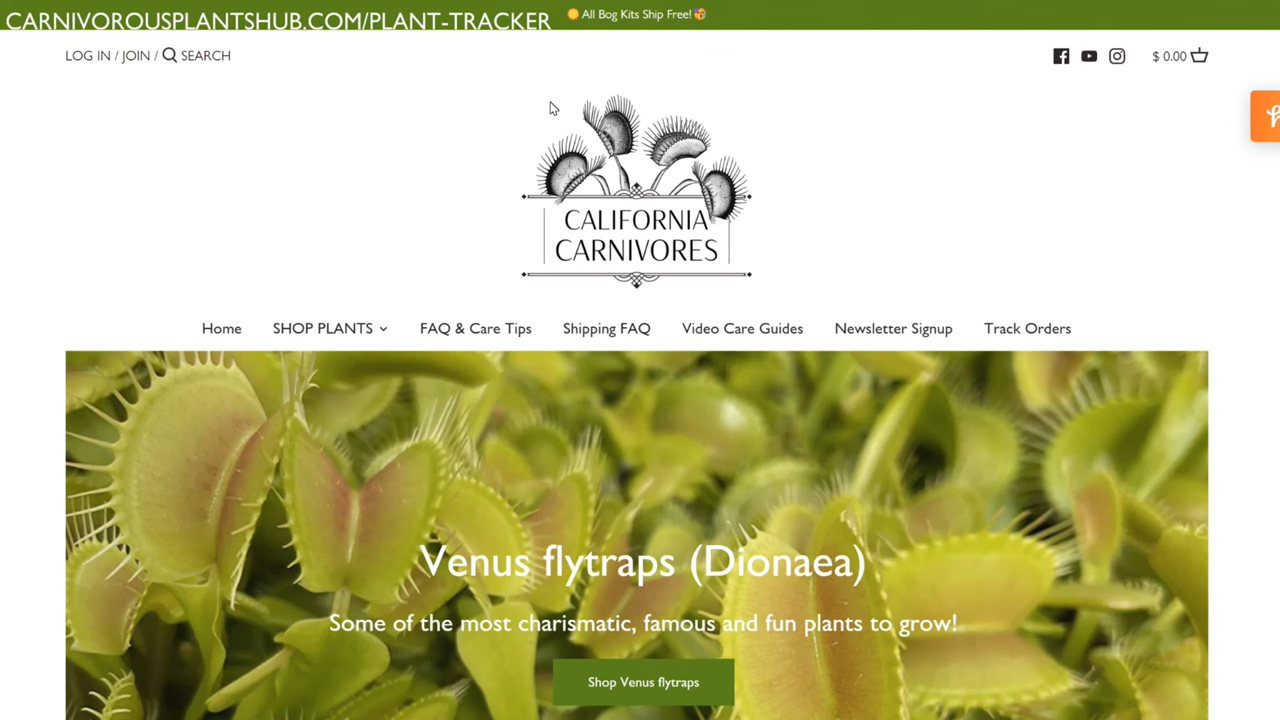 CARNIVOROUSPLANTSHUB.COM/PLANT-TRACKER
All Bog Kits Ship Free!
LOG IN / JOIN / SEARCH
$ 0.00
CALIFORNIA
CARNIVORES
Home SHOP PLANTS FAQ & Care Tips Shipping FAQ Video Care Guides Newsletter Signup Track Orders
Venus flytraps (Dionaea)
Some of the most charismatic, famous and fun plants to grow!
Shop Venus flytraps